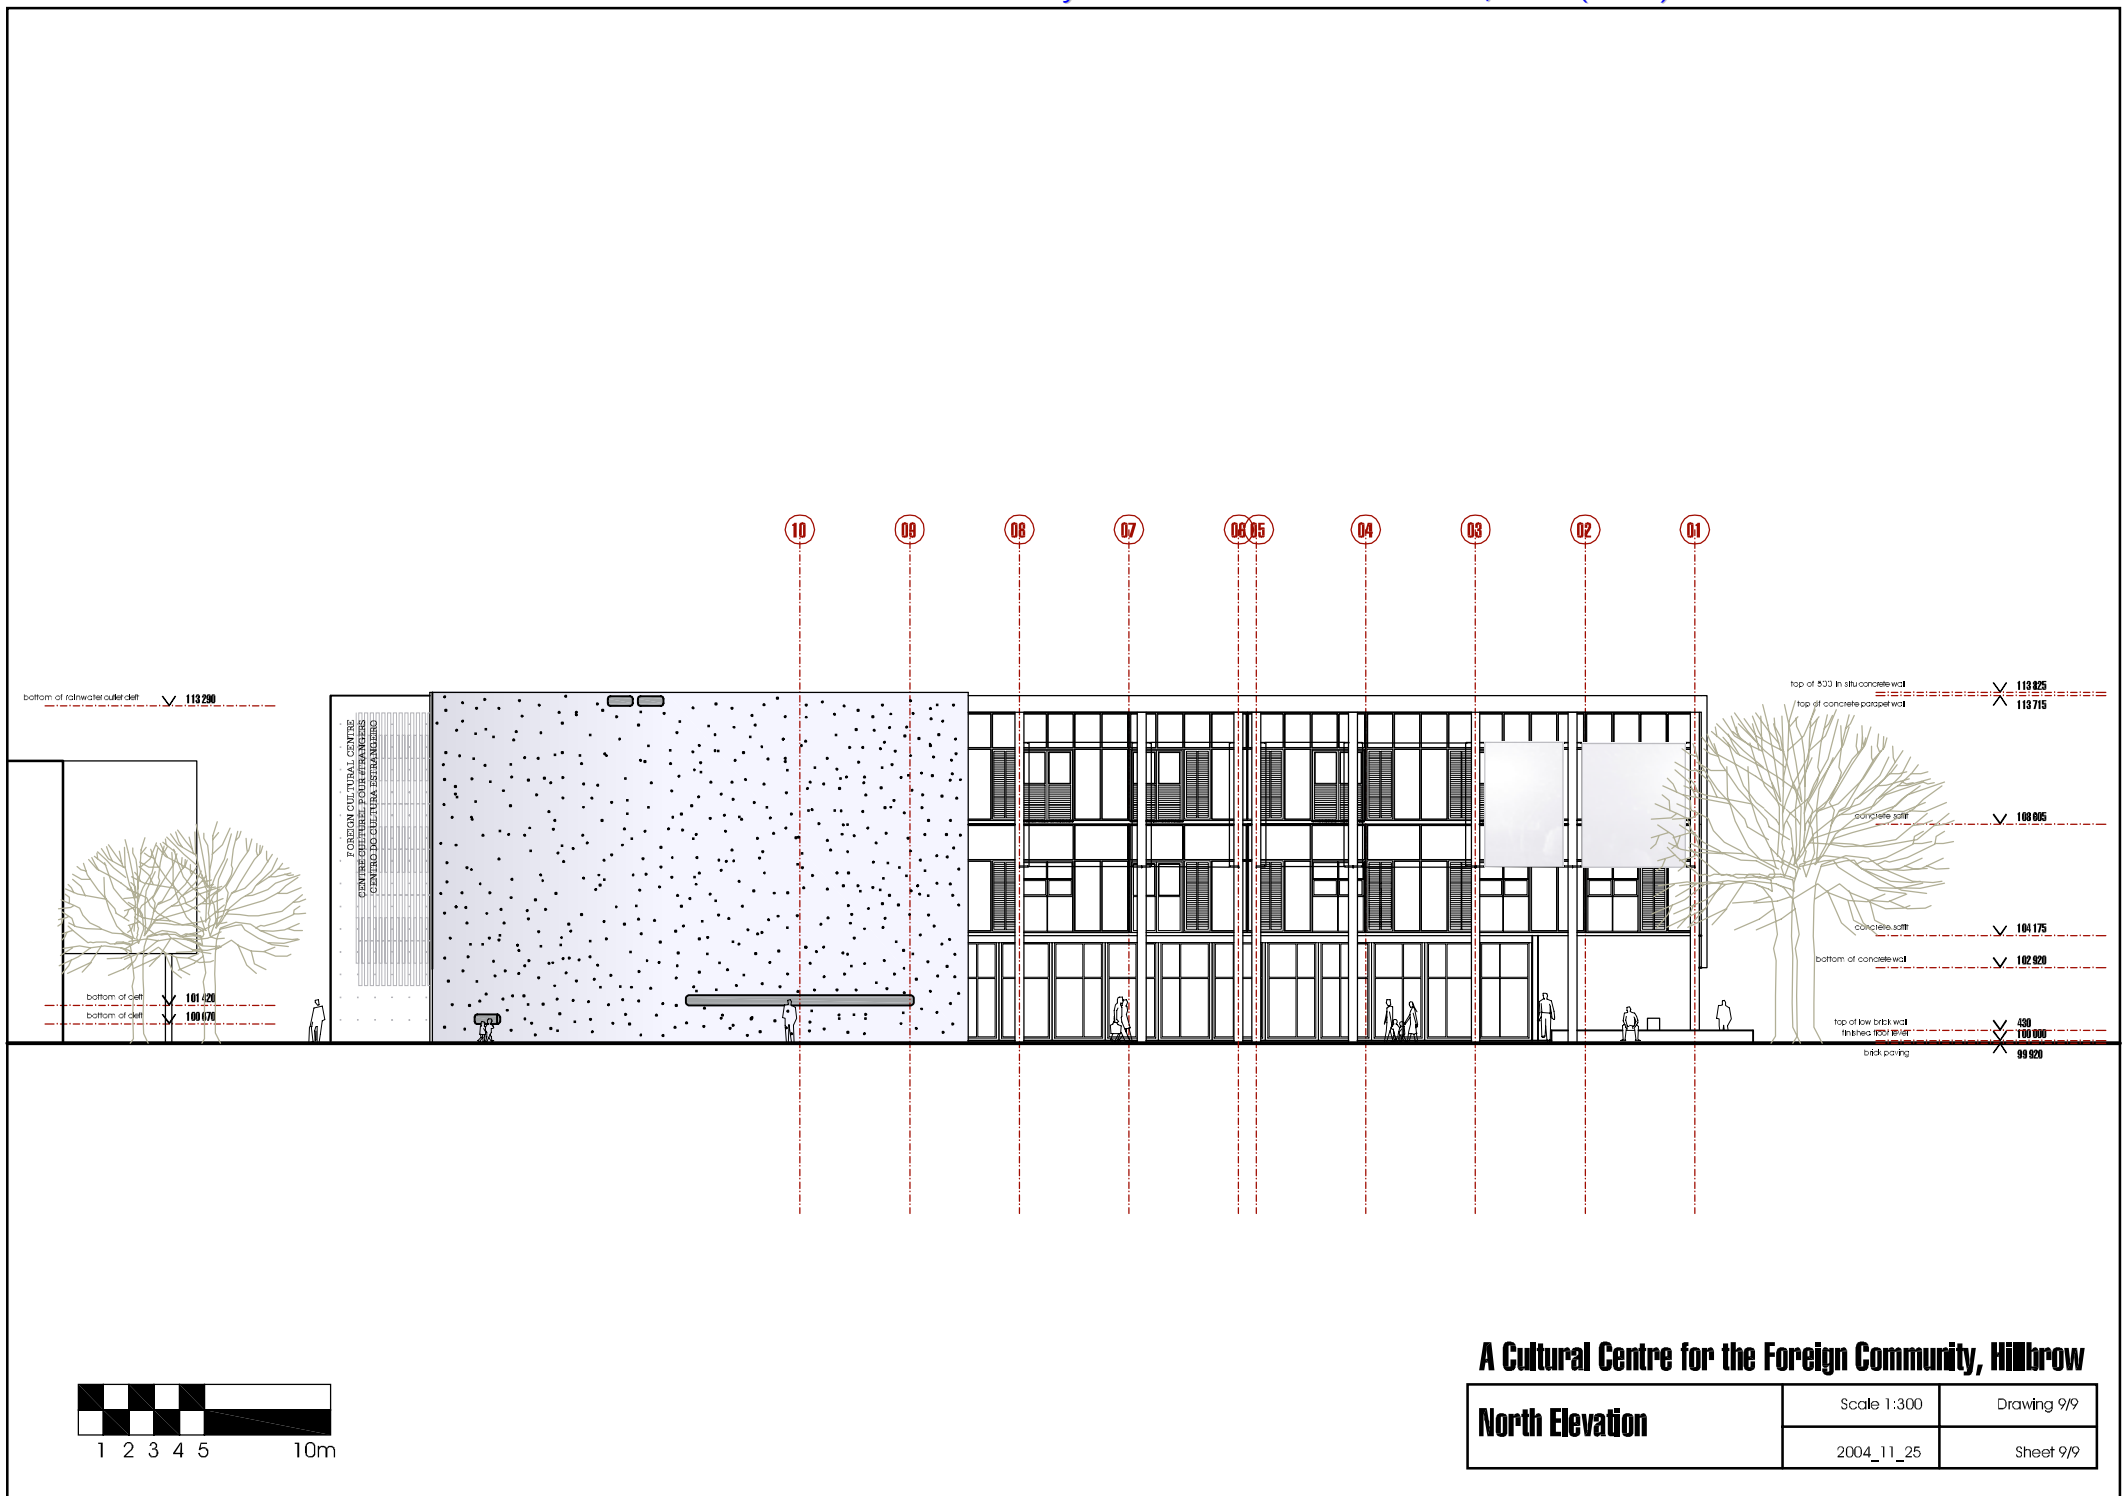 10
09
08
07
06
05
04
03
02
01
bottom of rainwater outlet cleft
113 290
top of 500 in situ concrete wall
113 825
top of concrete parapet wall
113 715
FOREIGN CULTURAL CENTRE
CENTRE CULTUREL POUR éTRANGERS
CENTRO DO CULTURA ESTRANGEIRO
concrete soffit
108 605
concrete soffit
104 175
bottom of concrete wall
102 920
bottom of cleft
101 420
bottom of cleft
100 670
top of low brick wall
430
finished floor level
100 000
brick paving
99 920
A Cultural Centre for the Foreign Community, Hillbrow
North Elevation
Scale 1:300
Drawing 9/9
2004_11_25
Sheet 9/9
1 2 3 4 5 10m